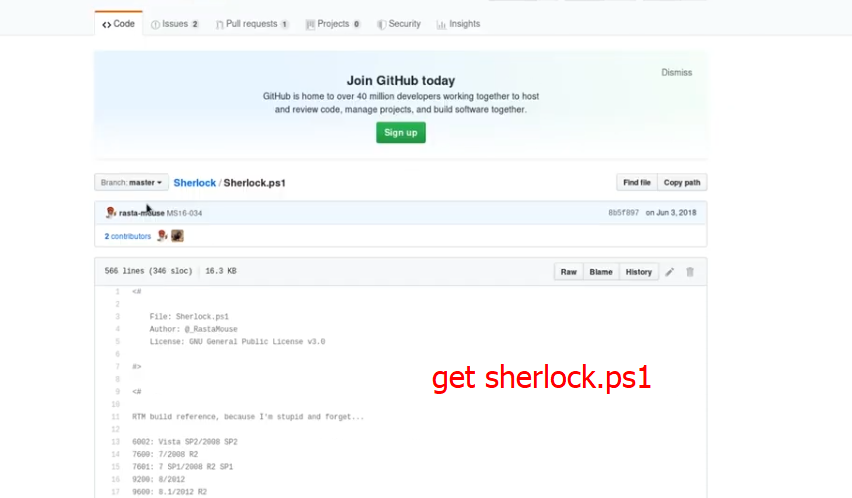 Code Issues 2 Pull requests 1 Projects 0 Security Insights
Join GitHub today
Dismiss
GitHub is home to over 40 million developers working together to host
and review code, manage projects, and build software together.
Sign up
Branch: master Sherlock / Sherlock.ps1 Find file Copy path
rasta-mouse MS16-034 8b5f897 on Jun 3, 2018
2 contributors
566 lines (346 sloc) 16.3 KB Raw Blame History
1 <#
2
3 File: Sherlock.ps1
4 Author: @_RastaMouse
5 License: GNU General Public License v3.0
6
7 #>
8
9 <#
10
11 RTM build reference, because I'm stupid and forget...
12
13 6002: Vista SP2/2008 SP2
14 7600: 7/2008 R2
15 7601: 7 SP1/2008 R2 SP1
16 9200: 8/2012
17 9600: 8.1/2012 R2
get sherlock.ps1